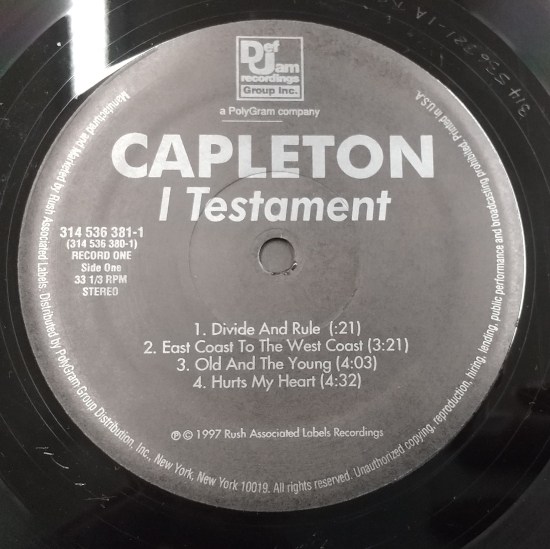 Def
Jam
recordings
Group Inc.
a PolyGram company
CAPLETON
I Testament
314 536 381-1
(314 536 380-1)
RECORD ONE
Side One
33 1/3 RPM
STEREO
1. Divide And Rule (:21)
2. East Coast To The West Coast (3:21)
3. Old And The Young (4:03)
4. Hurts My Heart (4:32)
℗ © 1997 Rush Associated Labels Recordings
Manufactured and Marketed by Rush Associated Labels. Distributed by PolyGram Group Distribution, Inc., New York, New York 10019. All rights reserved. Unauthorized copying, reproduction, hiring, lending, public performance and broadcasting prohibited. Printed in U.S.A.
314 536 381-1A